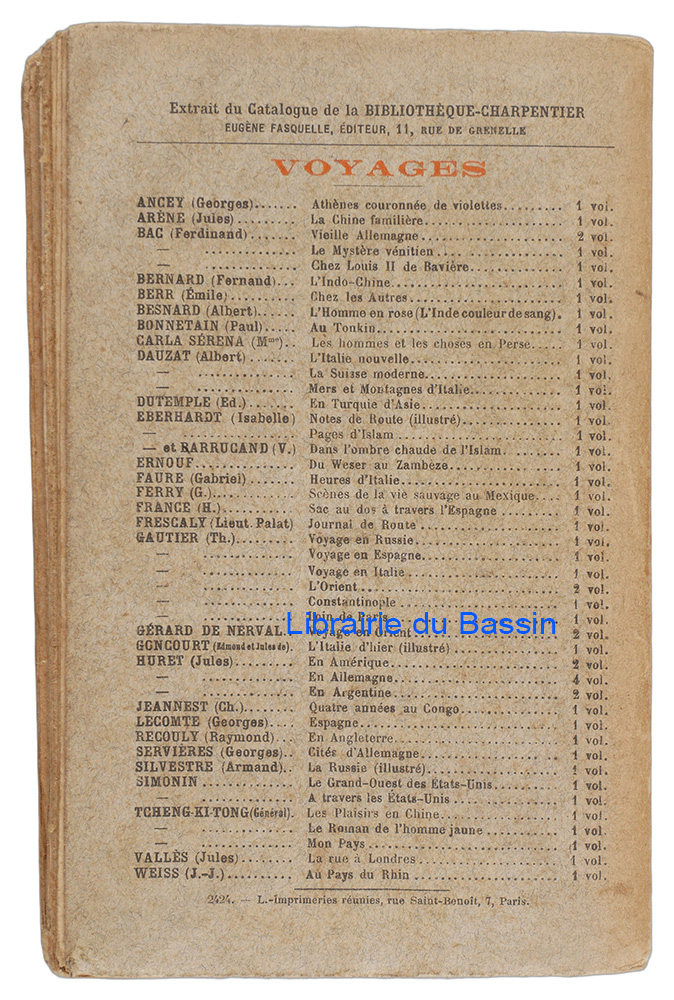 Extrait du Catalogue de la BIBLIOTHÈQUE-CHARPENTIER
EUGÈNE FASQUELLE, ÉDITEUR, 11, RUE DE GRENELLE
VOYAGES
ANCEY (Georges)....... Athènes couronnée de violettes......... 1 vol.
ARÈNE (Jules)......... La Chine familière.................... 1 vol.
BAC (Ferdinand)....... Vieille Allemagne..................... 2 vol.
— .............. Le Mystère vénitien .................. 1 vol.
— .............. Chez Louis II de Bavière.............. 1 vol.
BERNARD (Fernand)... L'Indo-Chine.......................... 1 vol.
BERR (Émile).......... Chez les Autres....................... 1 vol.
BESNARD (Albert)...... L'Homme en rose (L'Inde couleur de sang). 1 vol.
BONNETAIN (Paul)..... Au Tonkin............................. 1 vol.
CARLA SÉRENA (Mme).. Les hommes et les choses en Perse..... 1 vol.
DAUZAT (Albert)....... L'Italie nouvelle..................... 1 vol.
— .............. La Suisse moderne..................... 1 vol.
— .............. Mers et Montagnes d'Italie............ 1 vol.
DUTEMPLE (Ed.)....... En Turquie d'Asie..................... 1 vol.
EBERHARDT (Isabelle) Notes de Route (illustré)............. 1 vol.
— .............. Pages d'Islam ........................ 1 vol.
— et BARRUCAND (V.) Dans l'ombre chaude de l'Islam........ 1 vol.
ERNOUF.............. Du Weser au Zambèze................... 1 vol.
FAURE (Gabriel)....... Heures d'Italie....................... 1 vol.
FERRY (G.)............ Scènes de la vie sauvage au Mexique.... 1 vol.
FRANCE (H.)........... Sac au dos à travers l'Espagne ....... 1 vol.
FRESCALY (Lieut. Palat) Journal de Route ..................... 1 vol.
GAUTIER (Th.)......... Voyage en Russie...................... 1 vol.
— .............. Voyage en Espagne..................... 1 vol.
— .............. Voyage en Italie ..................... 1 vol.
— .............. L'Orient ............................. 2 vol.
— .............. Constantinople ....................... 1 vol.
— .............. Loin de Paris......................... 1 vol.
Librairie du Bassin
GÉRARD DE NERVAL.. Voyage en Orient ..................... 2 vol.
GONCOURT (Edmond et Jules de). L'Italie d'hier (illustré) ........... 1 vol.
HURET (Jules)......... En Amérique........................... 2 vol.
— .............. En Allemagne.......................... 4 vol.
— .............. En Argentine.......................... 2 vol.
JEANNEST (Ch.)........ Quatre années au Congo................ 1 vol.
LECOMTE (Georges).... Espagne............................... 1 vol.
RECOULY (Raymond)... En Angleterre......................... 1 vol.
SERVIÈRES (Georges).. Cités d'Allemagne..................... 1 vol.
SILVESTRE (Armand).. La Russie (illustré).................. 1 vol.
SIMONIN .............. Le Grand-Ouest des États-Unis......... 1 vol.
— .............. A travers les États-Unis ............. 1 vol.
TCHENG-KI-TONG (Général). Les Plaisirs en Chine................. 1 vol.
— .............. Le Roman de l'homme jaune ............ 1 vol.
— .............. Mon Pays ............................. 1 vol.
VALLÈS (Jules)........ La rue à Londres ..................... 1 vol.
WEISS (J.-J.).......... Au Pays du Rhin ...................... 1 vol.
2424. — L.-Imprimeries réunies, rue Saint-Benoît, 7, Paris.